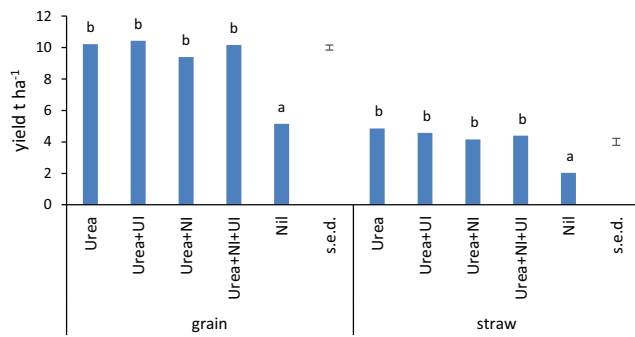 yield t ha⁻¹
12
10
8
6
4
2
0
b
b
b
b
a
b
b
b
b
a
Urea
Urea+UI
Urea+NI
Urea+NI+UI
Nil
s.e.d.
Urea
Urea+UI
Urea+NI
Urea+NI+UI
Nil
s.e.d.
grain
straw